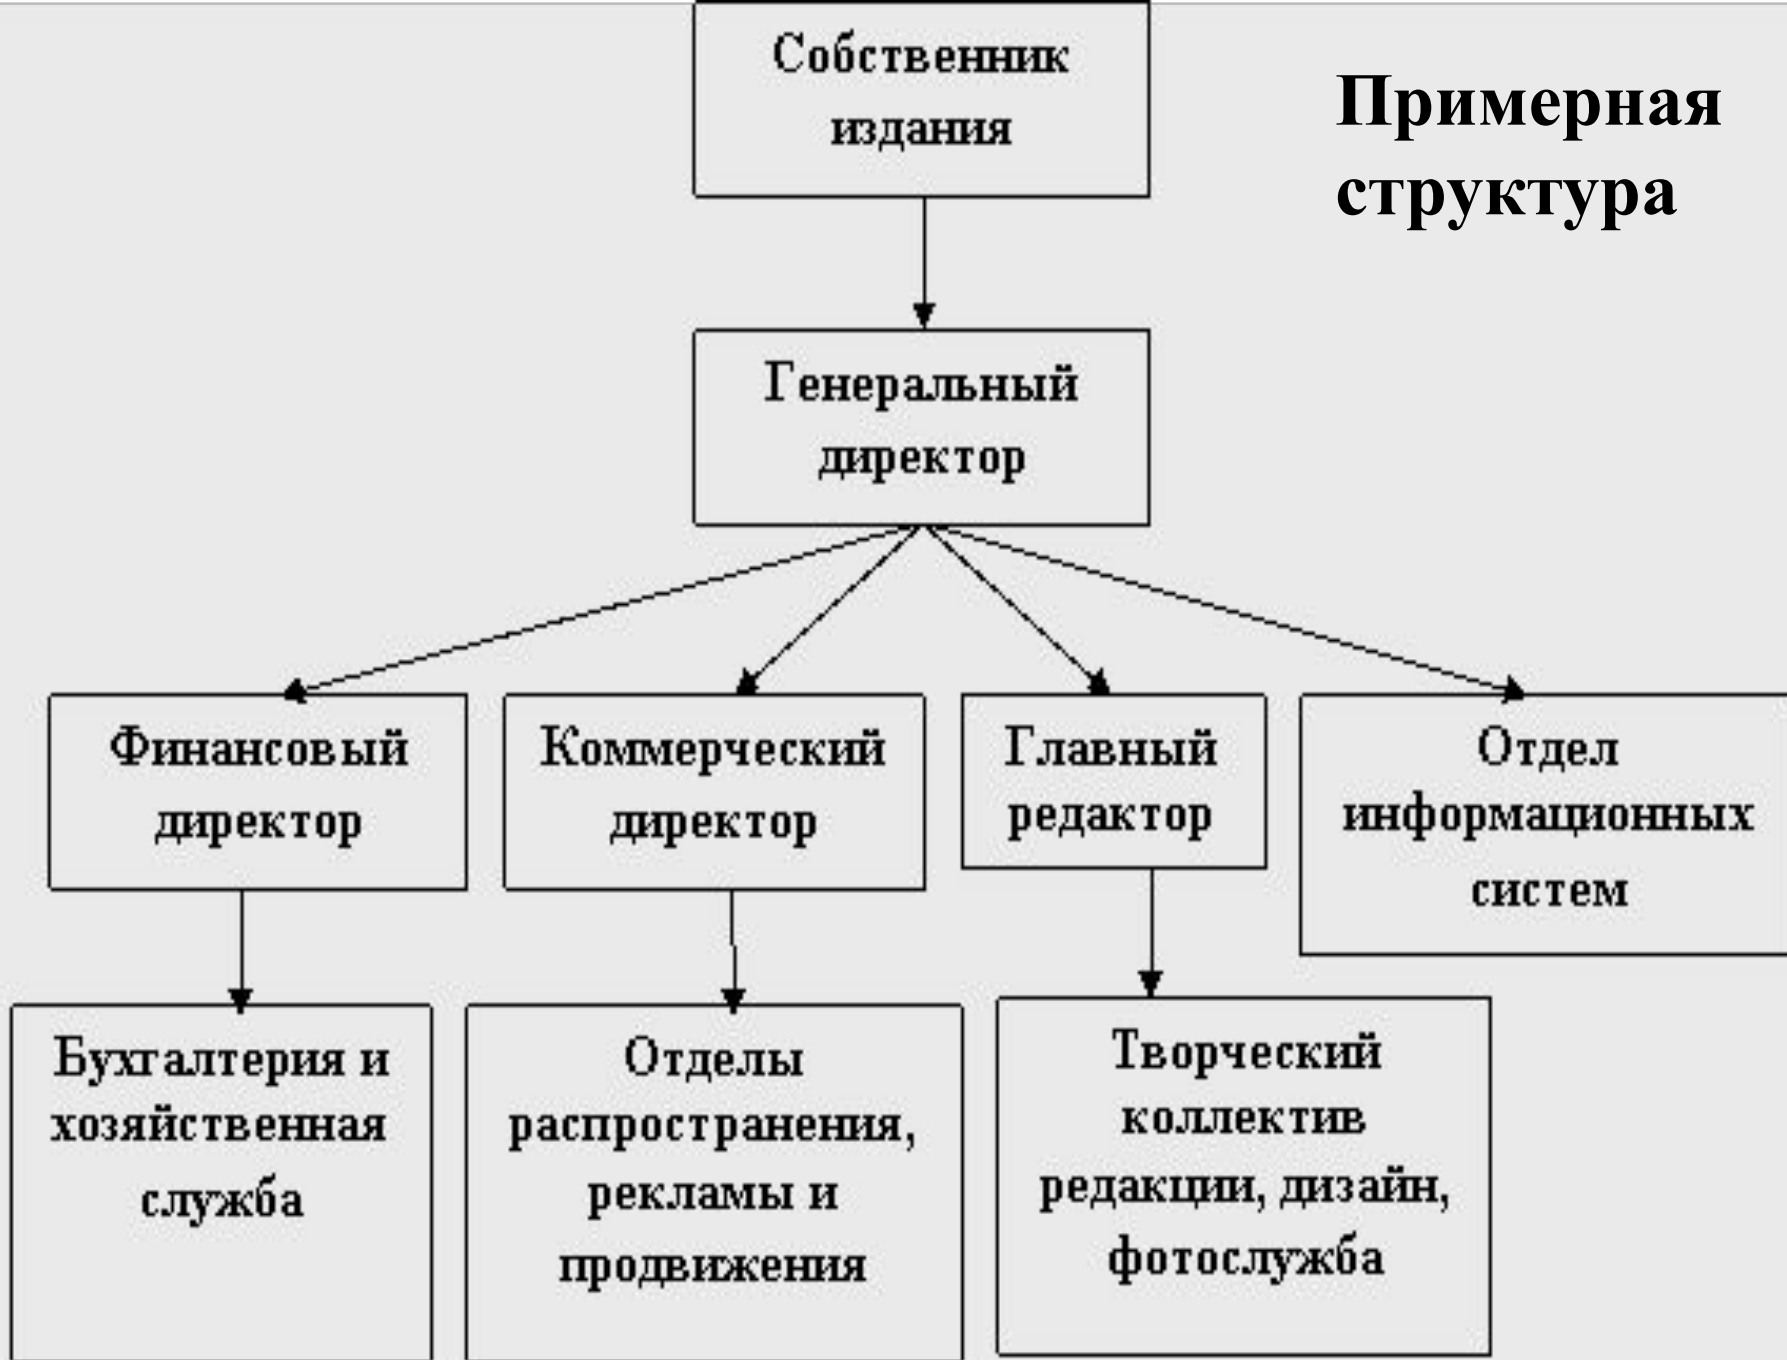 Примерная
структура
Собственник
издания
Генеральный
директор
Финансовый
директор
Коммерческий
директор
Главный
редактор
Отдел
информационных
систем
Бухгалтерия и
хозяйственная
служба
Отделы
распространения,
рекламы и
продвижения
Творческий
коллектив
редакции, дизайн,
фотослужба